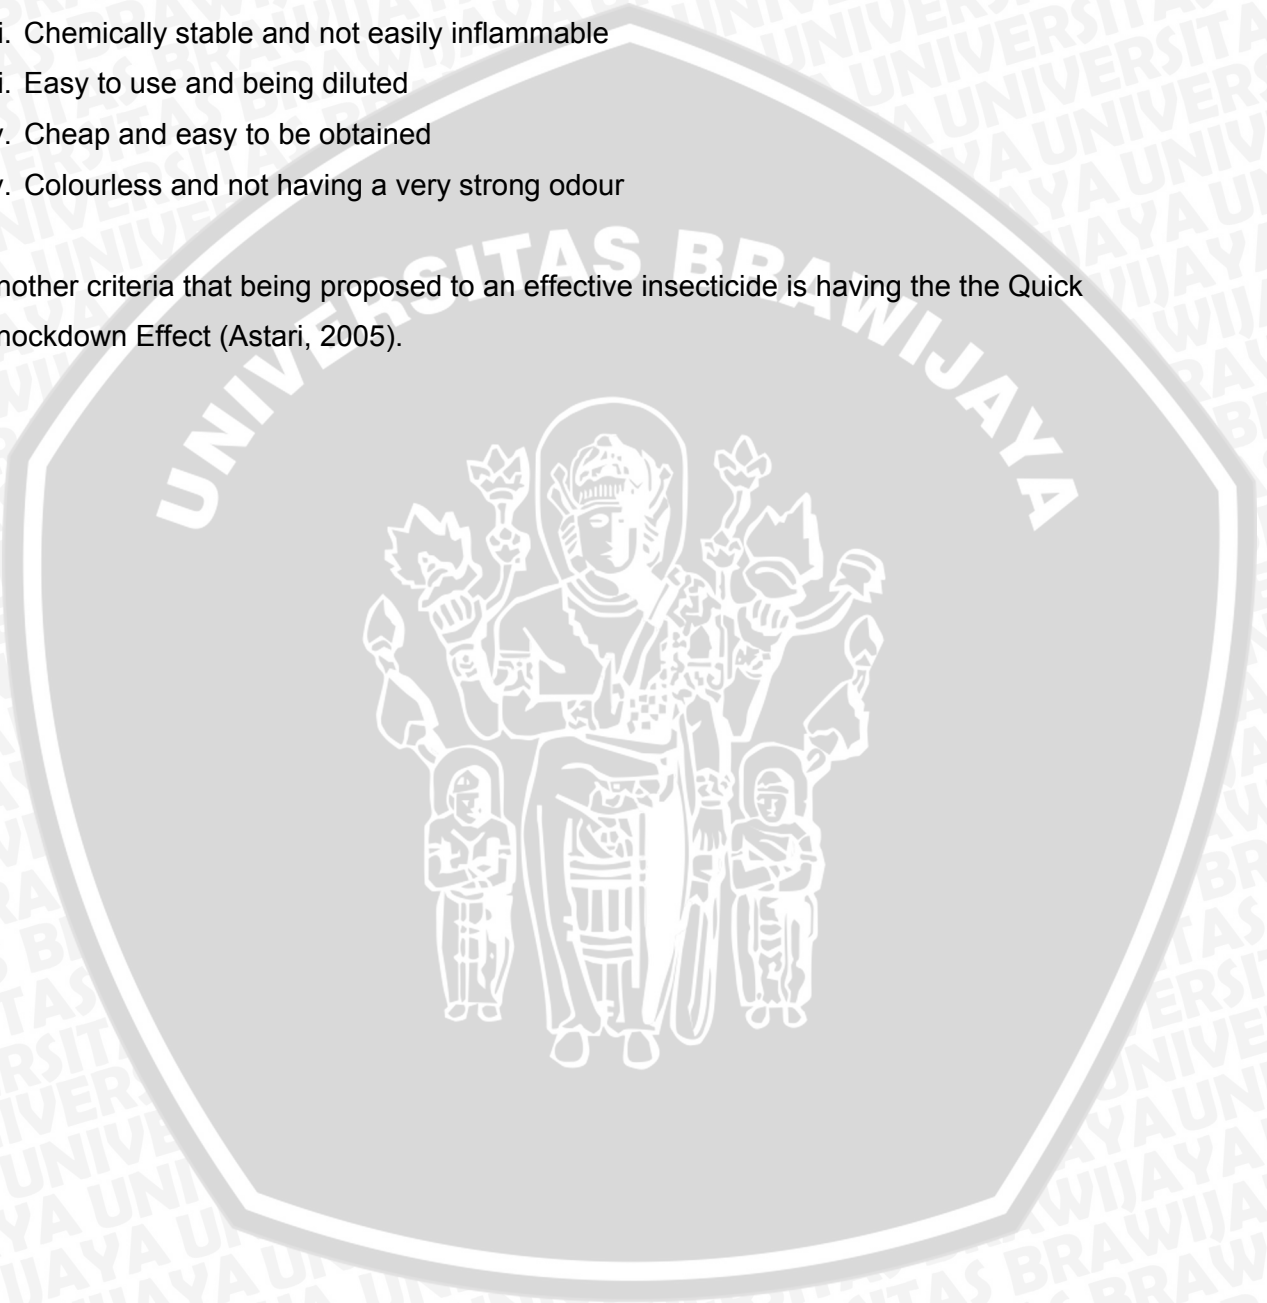 i. Chemically stable and not easily inflammable
i. Easy to use and being diluted
v. Cheap and easy to be obtained
v. Colourless and not having a very strong odour
nother criteria that being proposed to an effective insecticide is having the the Quick
nockdown Effect (Astari, 2005).
UNIVERSITAS BRAWIJAYA